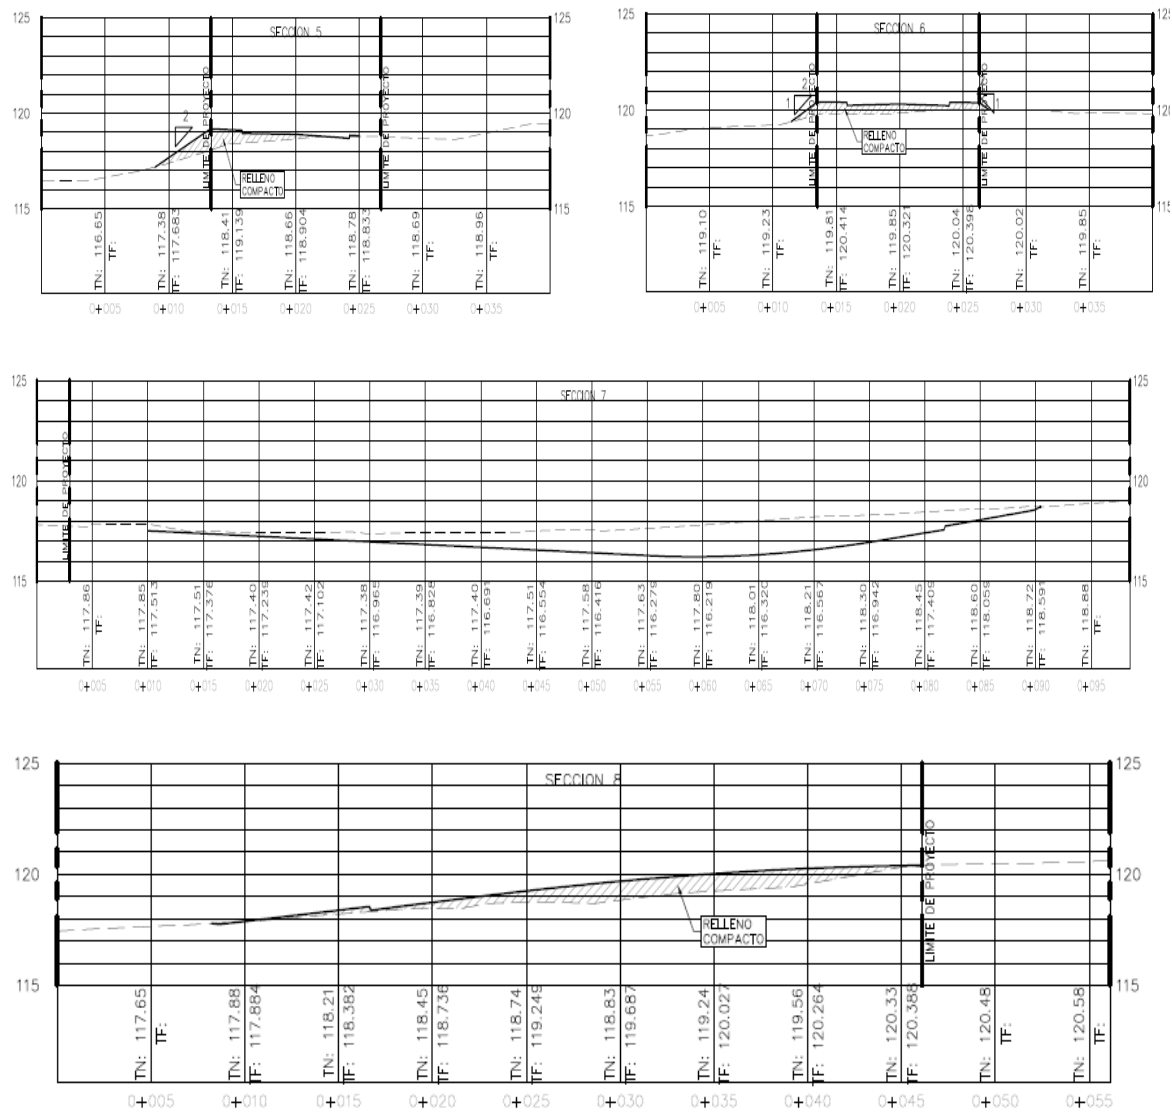 SECCION 5
125
125
120
120
115
115
2
LIMITE DE PROYECTO
LIMITE DE PROYECTO
RELLENO
COMPACTO
TN: 116.65
TF:
TN: 117.38
TF: 117.683
TN: 118.41
TF: 119.139
TN: 118.66
TF: 118.904
TN: 118.78
TF: 118.833
TN: 118.69
TF:
TN: 118.96
TF:
0+005
0+010
0+015
0+020
0+025
0+030
0+035
SECCION 6
125
125
120
120
115
115
2
1
1
LIMITE DE PROYECTO
LIMITE DE PROYECTO
RELLENO
COMPACTO
TN: 119.10
TF:
TN: 119.23
TF:
TN: 119.81
TF: 120.414
TN: 119.85
TF: 120.321
TN: 120.04
TF: 120.398
TN: 120.02
TF:
TN: 119.85
TF:
0+005
0+010
0+015
0+020
0+025
0+030
0+035
SECCION 7
125
125
120
120
115
115
LIMITE DE PROYECTO
TN: 117.86
TF:
TN: 117.85
TF: 117.513
TN: 117.51
TF: 117.376
TN: 117.40
TF: 117.239
TN: 117.42
TF: 117.102
TN: 117.38
TF: 116.965
TN: 117.39
TF: 116.828
TN: 117.40
TF: 116.691
TN: 117.51
TF: 116.554
TN: 117.58
TF: 116.416
TN: 117.63
TF: 116.279
TN: 117.80
TF: 116.219
TN: 118.01
TF: 116.320
TN: 118.21
TF: 116.567
TN: 118.30
TF: 116.942
TN: 118.45
TF: 117.409
TN: 118.60
TF: 118.059
TN: 118.72
TF: 118.591
TN: 118.88
TF:
0+005
0+010
0+015
0+020
0+025
0+030
0+035
0+040
0+045
0+050
0+055
0+060
0+065
0+070
0+075
0+080
0+085
0+090
0+095
SECCION 8
125
125
120
120
115
115
LIMITE DE PROYECTO
RELLENO
COMPACTO
TN: 117.65
TF:
TN: 117.88
TF: 117.884
TN: 118.21
TF: 118.382
TN: 118.45
TF: 118.736
TN: 118.74
TF: 119.249
TN: 118.83
TF: 119.687
TN: 119.24
TF: 120.027
TN: 119.56
TF: 120.264
TN: 120.33
TF: 120.388
TN: 120.48
TF:
TN: 120.58
TF:
0+005
0+010
0+015
0+020
0+025
0+030
0+035
0+040
0+045
0+050
0+055